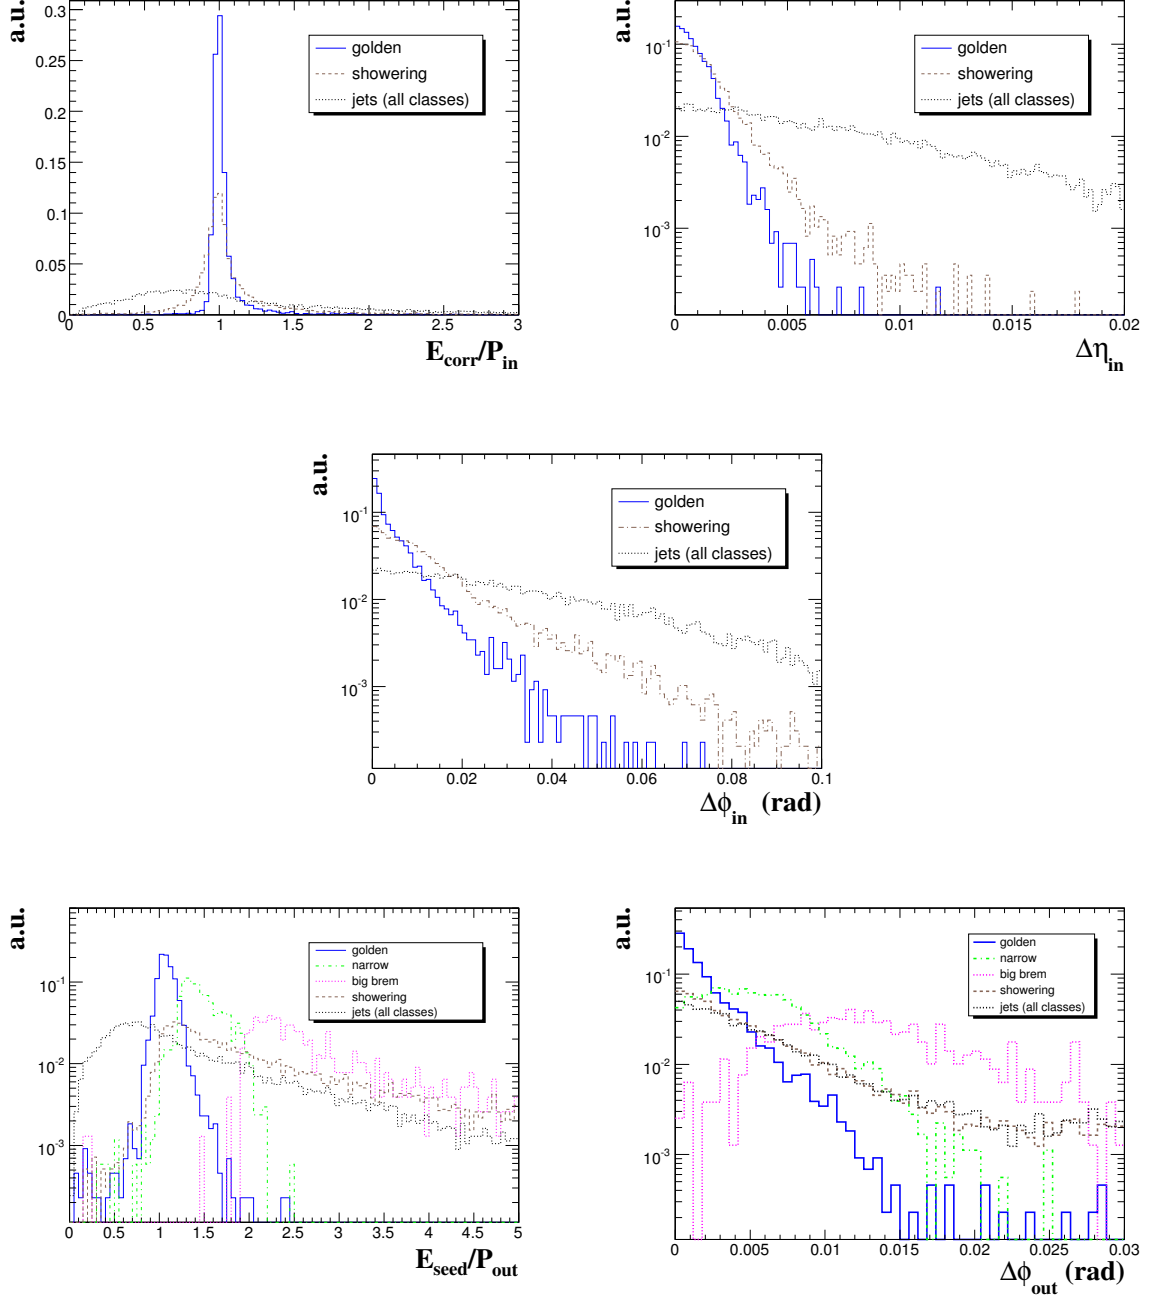 a.u.
0.3
0.25
0.2
0.15
0.1
0.05
0
golden
showering
jets (all classes)
0 0.5 1 1.5 2 2.5 3
E_corr/P_in
a.u.
10^-1
10^-2
10^-3
golden
showering
jets (all classes)
0 0.005 0.01 0.015 0.02
Δη_in
a.u.
10^-1
10^-2
10^-3
golden
showering
jets (all classes)
0 0.02 0.04 0.06 0.08 0.1
Δϕ_in (rad)
a.u.
10^-1
10^-2
10^-3
golden
narrow
big brem
showering
jets (all classes)
0 0.5 1 1.5 2 2.5 3 3.5 4 4.5 5
E_seed/P_out
a.u.
10^-1
10^-2
10^-3
golden
narrow
big brem
showering
jets (all classes)
0 0.005 0.01 0.015 0.02 0.025 0.03
Δϕ_out (rad)